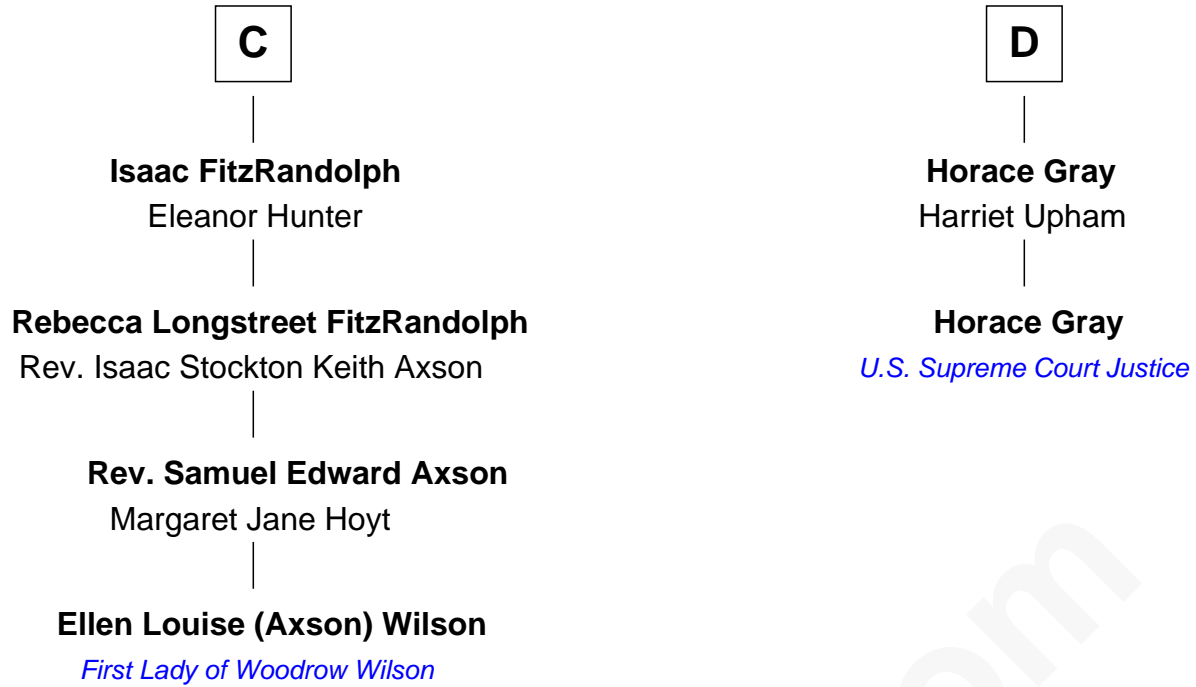 C
Isaac FitzRandolph
Eleanor Hunter
Rebecca Longstreet FitzRandolph
Rev. Isaac Stockton Keith Axson
Rev. Samuel Edward Axson
Margaret Jane Hoyt
Ellen Louise (Axson) Wilson
First Lady of Woodrow Wilson
D
Horace Gray
Harriet Upham
Horace Gray
U.S. Supreme Court Justice
om